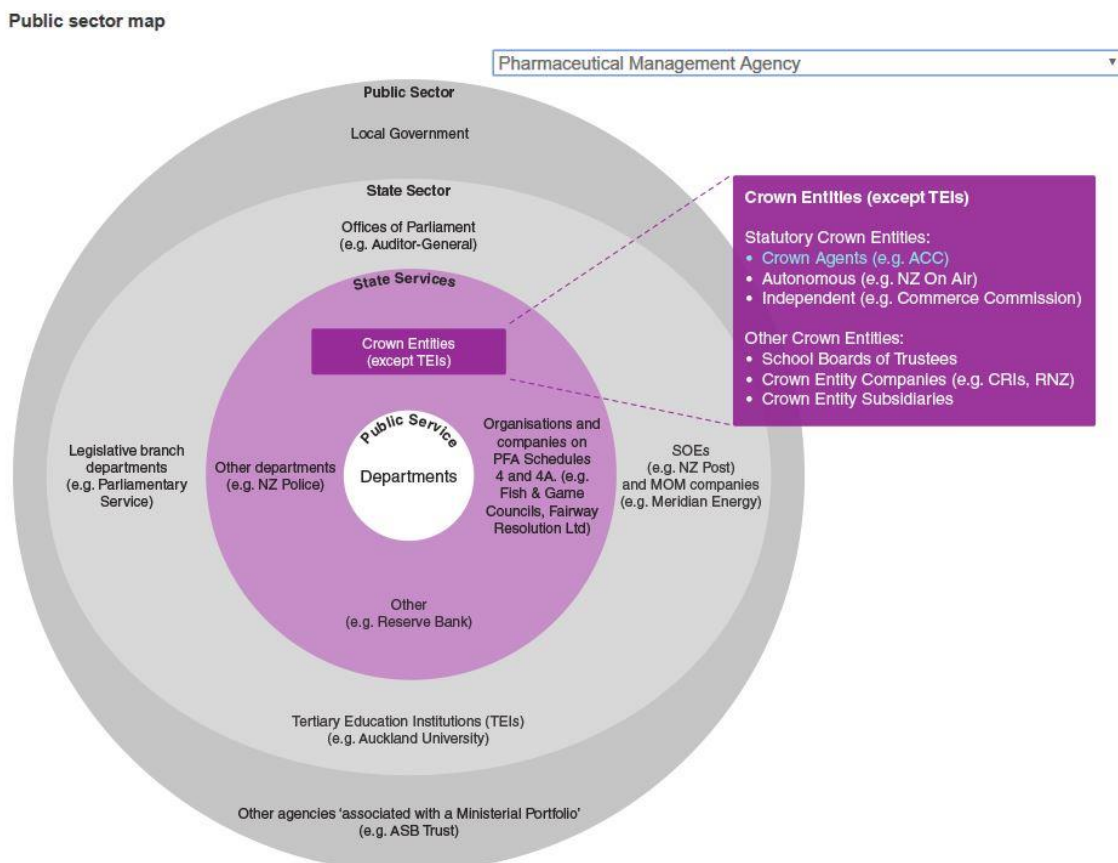 Public sector map
Pharmaceutical Management Agency
Public Sector
Local Government
State Sector
Offices of Parliament
(e.g. Auditor-General)
State Services
Crown Entities
(except TEIs)
Crown Entities (except TEIs)
Statutory Crown Entities:
• Crown Agents (e.g. ACC)
• Autonomous (e.g. NZ On Air)
• Independent (e.g. Commerce Commission)
Other Crown Entities:
• School Boards of Trustees
• Crown Entity Companies (e.g. CRIs, RNZ)
• Crown Entity Subsidiaries
Legislative branch
departments
(e.g. Parliamentary
Service)
Other departments
(e.g. NZ Police)
Public Service
Departments
Organisations and
companies on
PFA Schedules
4 and 4A. (e.g.
Fish & Game
Councils, Fairway
Resolution Ltd)
SOEs
(e.g. NZ Post)
and MOM companies
(e.g. Meridian Energy)
Other
(e.g. Reserve Bank)
Tertiary Education Institutions (TEIs)
(e.g. Auckland University)
Other agencies ‘associated with a Ministerial Portfolio’
(e.g. ASB Trust)